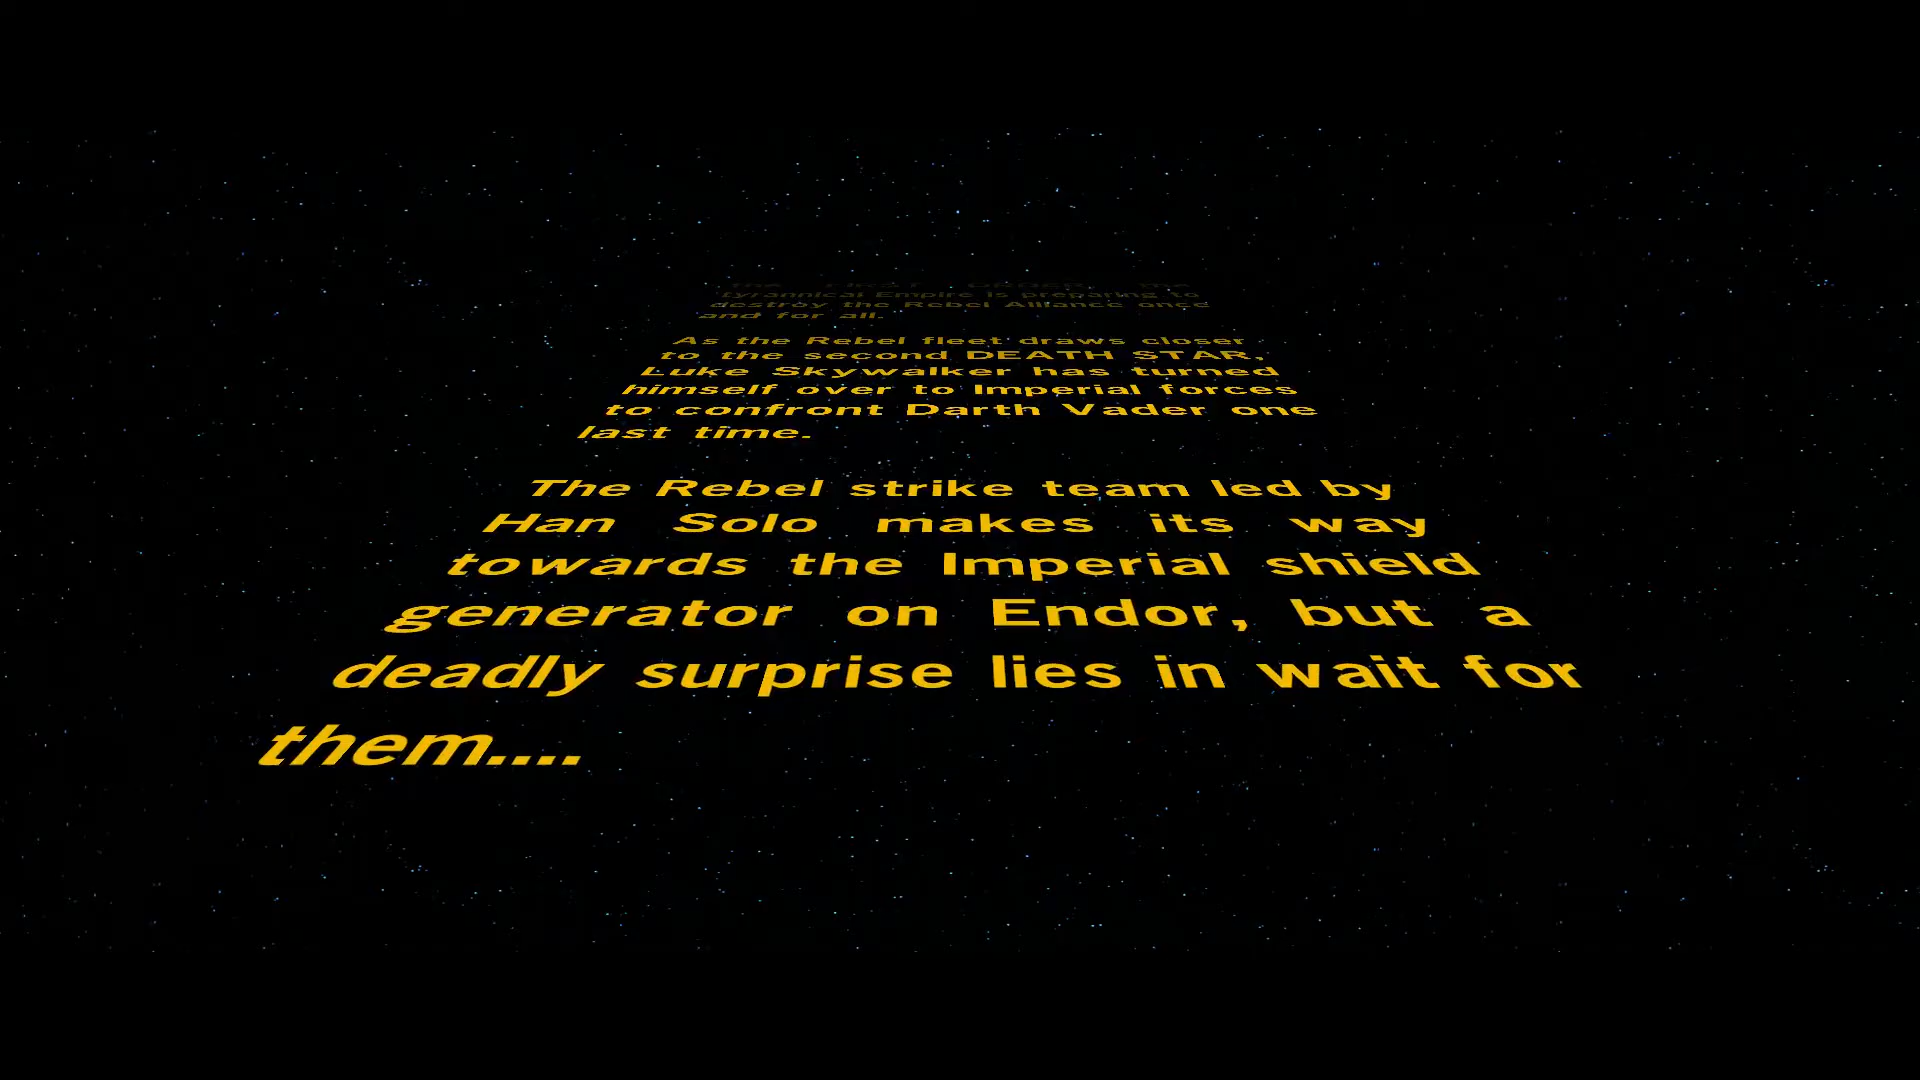 tyrannical Empire is preparing to
destroy the Rebel Alliance once
and for all.
As the Rebel fleet draws closer
to the second DEATH STAR,
Luke Skywalker has turned
himself over to Imperial forces
to confront Darth Vader one
last time.
The Rebel strike team led by
Han Solo makes its way
towards the Imperial shield
generator on Endor, but a
deadly surprise lies in wait for
them....